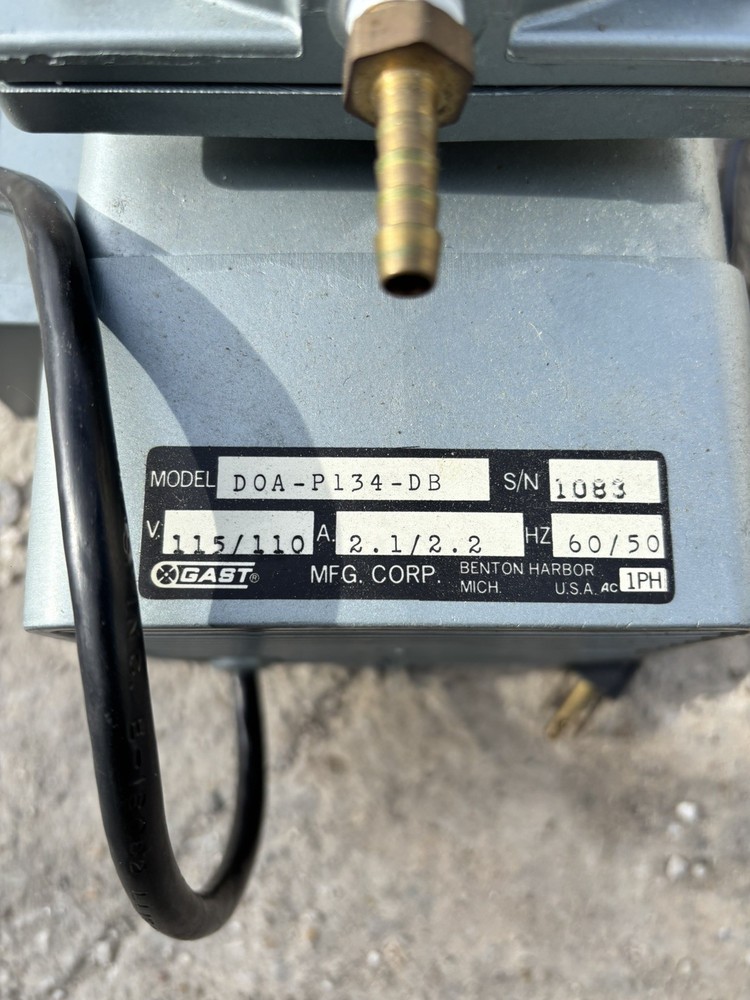 MODEL DOA-P134-DB S/N 1083
V. 115/110 A. 2.1/2.2 HZ 60/50
GAST® MFG. CORP. BENTON HARBOR
MICH. U.S.A. AC 1PH